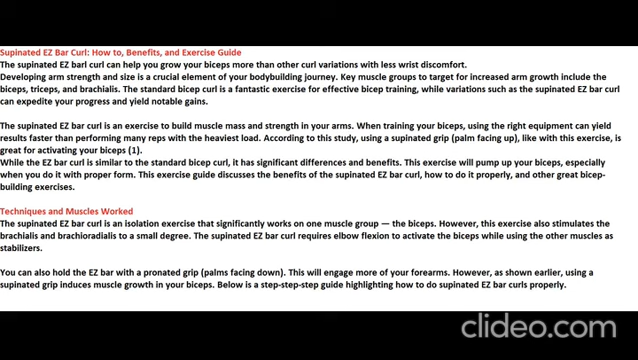 Supinated EZ Bar Curl: How to, Benefits, and Exercise Guide
The supinated EZ barl curl can help you grow your biceps more than other curl variations with less wrist discomfort.
Developing arm strength and size is a crucial element of your bodybuilding journey. Key muscle groups to target for increased arm growth include the
biceps, triceps, and brachialis. The standard bicep curl is a fantastic exercise for effective bicep training, while variations such as the supinated EZ bar curl
can expedite your progress and yield notable gains.
The supinated EZ bar curl is an exercise to build muscle mass and strength in your arms. When training your biceps, using the right equipment can yield
results faster than performing many reps with the heaviest load. According to this study, using a supinated grip (palm facing up), like with this exercise, is
great for activating your biceps (1).
While the EZ bar curl is similar to the standard bicep curl, it has significant differences and benefits. This exercise will pump up your biceps, especially
when you do it with proper form. This exercise guide discusses the benefits of the supinated EZ bar curl, how to do it properly, and other great bicep-
building exercises.
Techniques and Muscles Worked
The supinated EZ bar curl is an isolation exercise that significantly works on one muscle group — the biceps. However, this exercise also stimulates the
brachialis and brachioradialis to a small degree. The supinated EZ bar curl requires elbow flexion to activate the biceps while using the other muscles as
stabilizers.
You can also hold the EZ bar with a pronated grip (palms facing down). This will engage more of your forearms. However, as shown earlier, using a
supinated grip induces muscle growth in your biceps. Below is a step-step-step guide highlighting how to do supinated EZ bar curls properly.
clideo.com